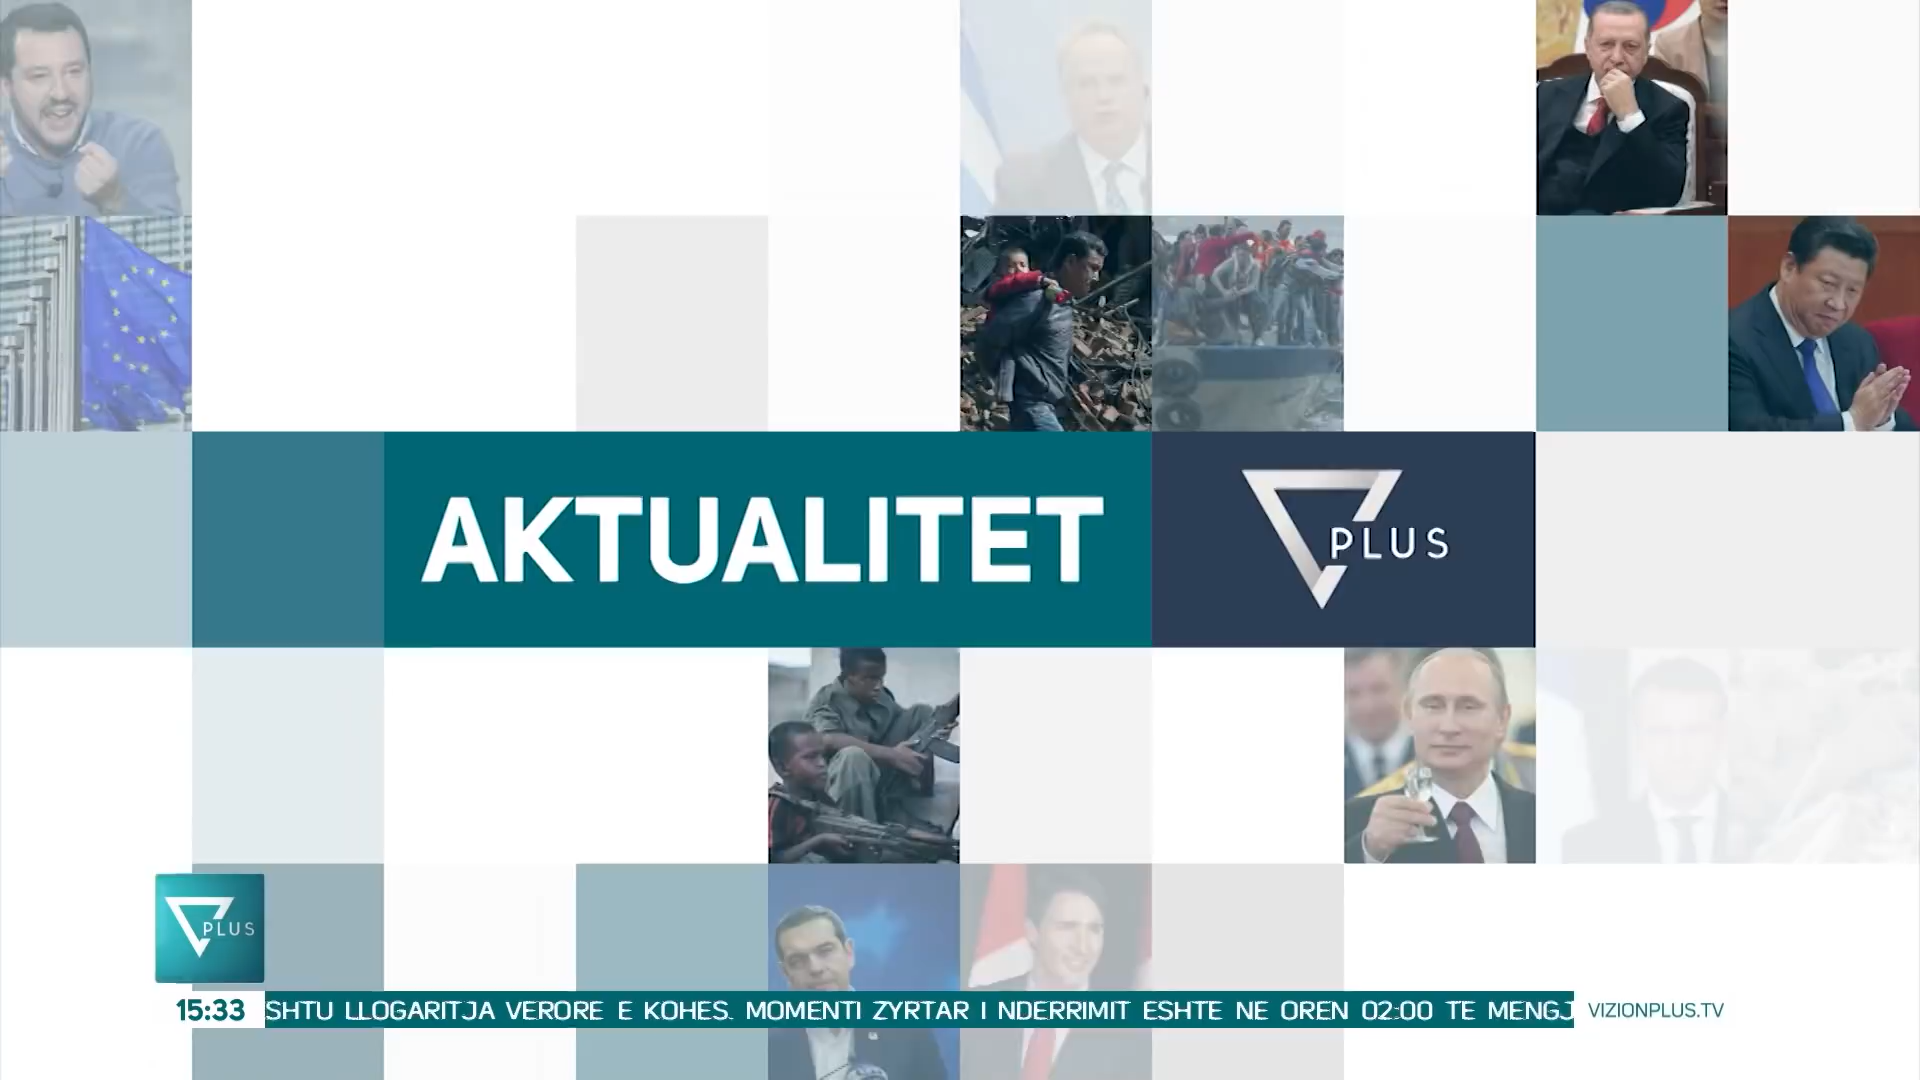 AKTUALITET
PLUS
PLUS
15:33
SHTU LLOGARITJA VERORE E KOHES. MOMENTI ZYRTAR I NDERRIMIT ESHTE NE OREN 02:00 TE MENGJ
VIZIONPLUS.TV